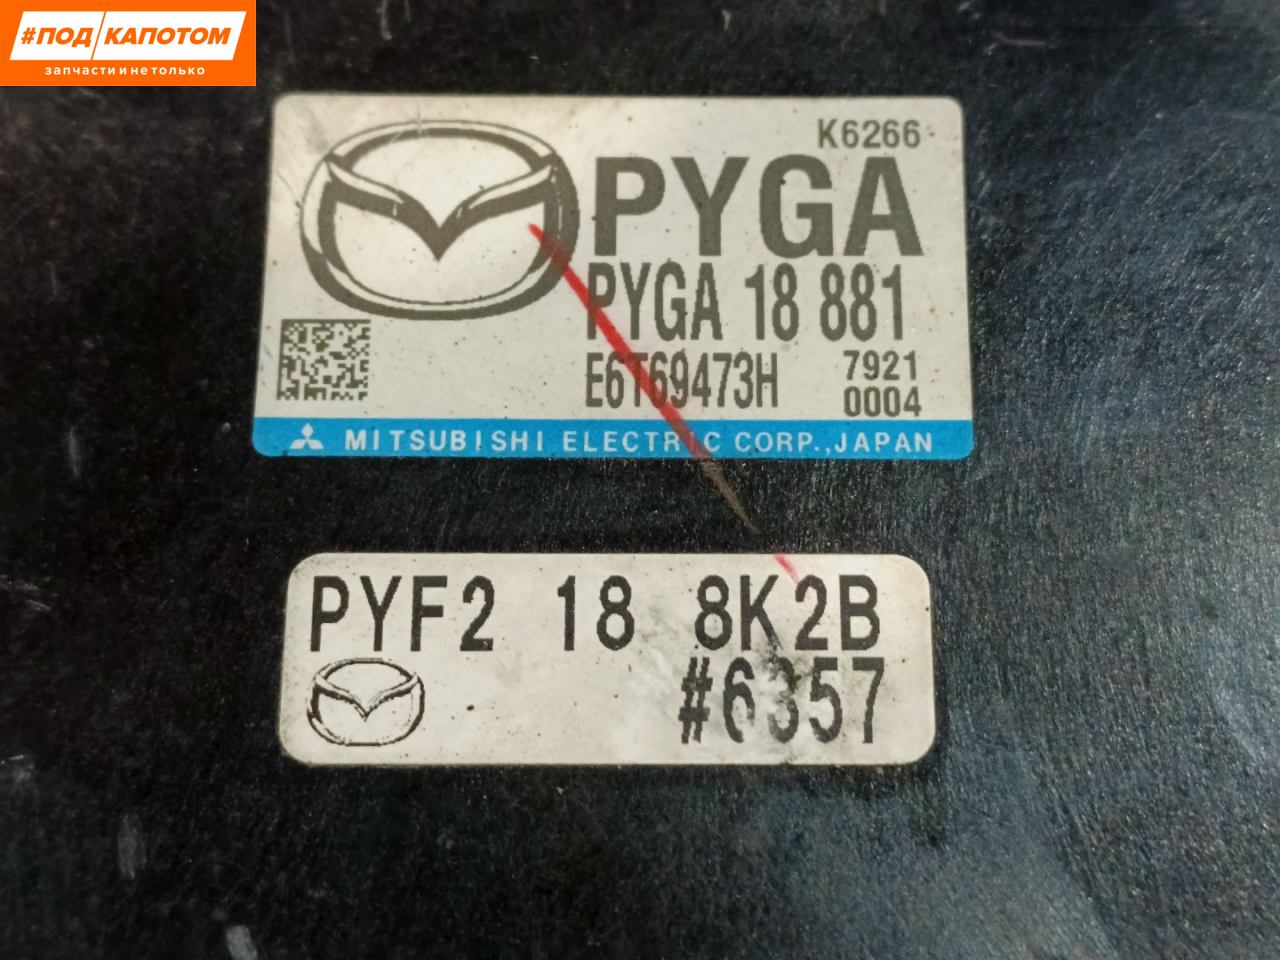 #ПОД КАПОТОМ
запчасти и не только
K6266
PYGA
PYGA 18 881
E6T69473H 7921
0004
MITSUBISHI ELECTRIC CORP.,JAPAN
PYF2 18 8K2B
#6357